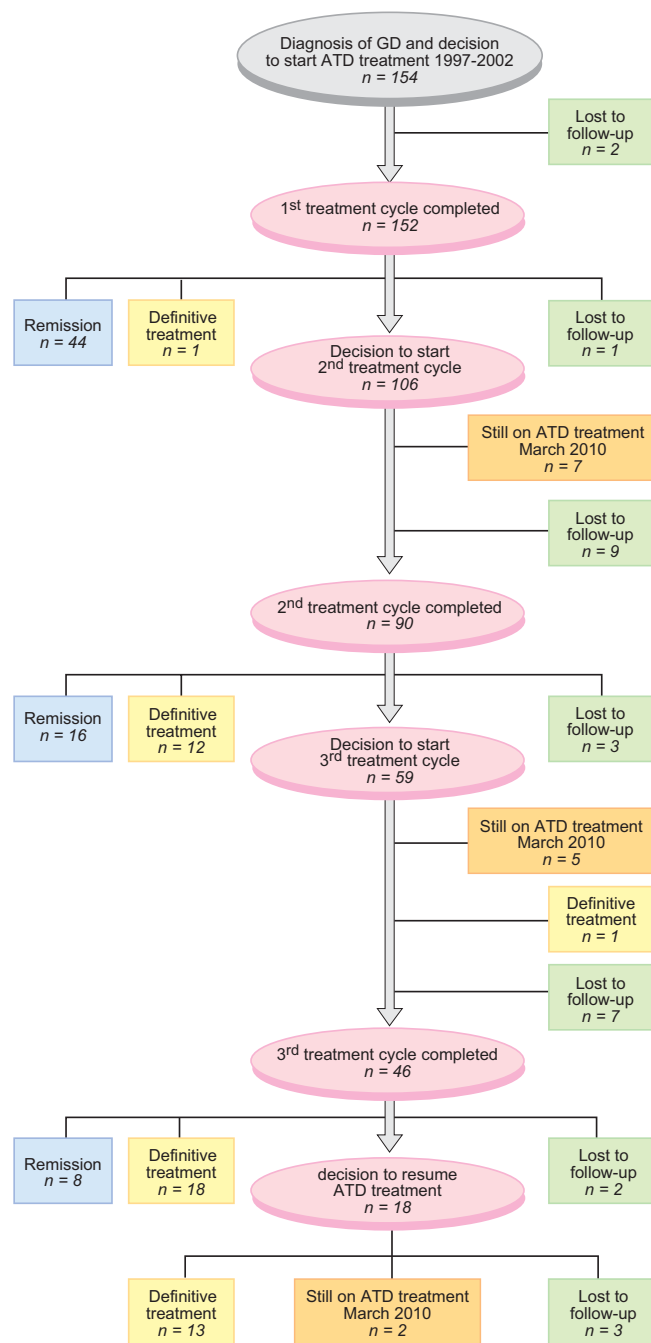 Diagnosis of GD and decision
to start ATD treatment 1997-2002
n = 154
Lost to
follow-up
n = 2
1st treatment cycle completed
n = 152
Remission
n = 44
Definitive
treatment
n = 1
Lost to
follow-up
n = 1
Decision to start
2nd treatment cycle
n = 106
Still on ATD treatment
March 2010
n = 7
Lost to
follow-up
n = 9
2nd treatment cycle completed
n = 90
Remission
n = 16
Definitive
treatment
n = 12
Lost to
follow-up
n = 3
Decision to start
3rd treatment cycle
n = 59
Still on ATD treatment
March 2010
n = 5
Definitive
treatment
n = 1
Lost to
follow-up
n = 7
3rd treatment cycle completed
n = 46
Remission
n = 8
Definitive
treatment
n = 18
Lost to
follow-up
n = 2
decision to resume
ATD treatment
n = 18
Definitive
treatment
n = 13
Still on ATD treatment
March 2010
n = 2
Lost to
follow-up
n = 3